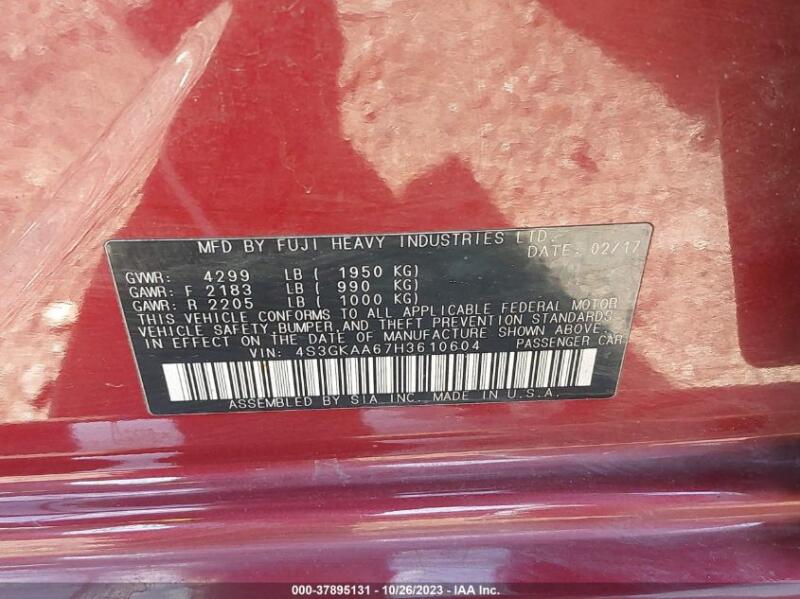 MFD BY FUJI HEAVY INDUSTRIES LTD.
DATE: 02/17
GVWR: 4299 LB ( 1950 KG)
GAWR: F 2183 LB ( 990 KG)
GAWR: R 2205 LB ( 1000 KG)
THIS VEHICLE CONFORMS TO ALL APPLICABLE FEDERAL MOTOR
VEHICLE SAFETY, BUMPER, AND THEFT PREVENTION STANDARDS
IN EFFECT ON THE DATE OF MANUFACTURE SHOWN ABOVE.
VIN: 4S3GKAA67H3610604 PASSENGER CAR
ASSEMBLED BY SIA INC. MADE IN U.S.A.
000-37895131 - 10/26/2023 - IAA Inc.